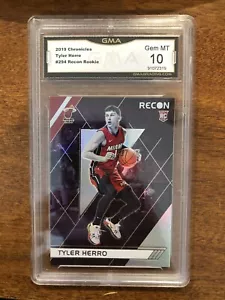 GMA
2019 Chronicles
Tyler Herro
#294 Recon Rookie
Gem MT
10
RECON
RC
MIAMI
TYLER HERRO